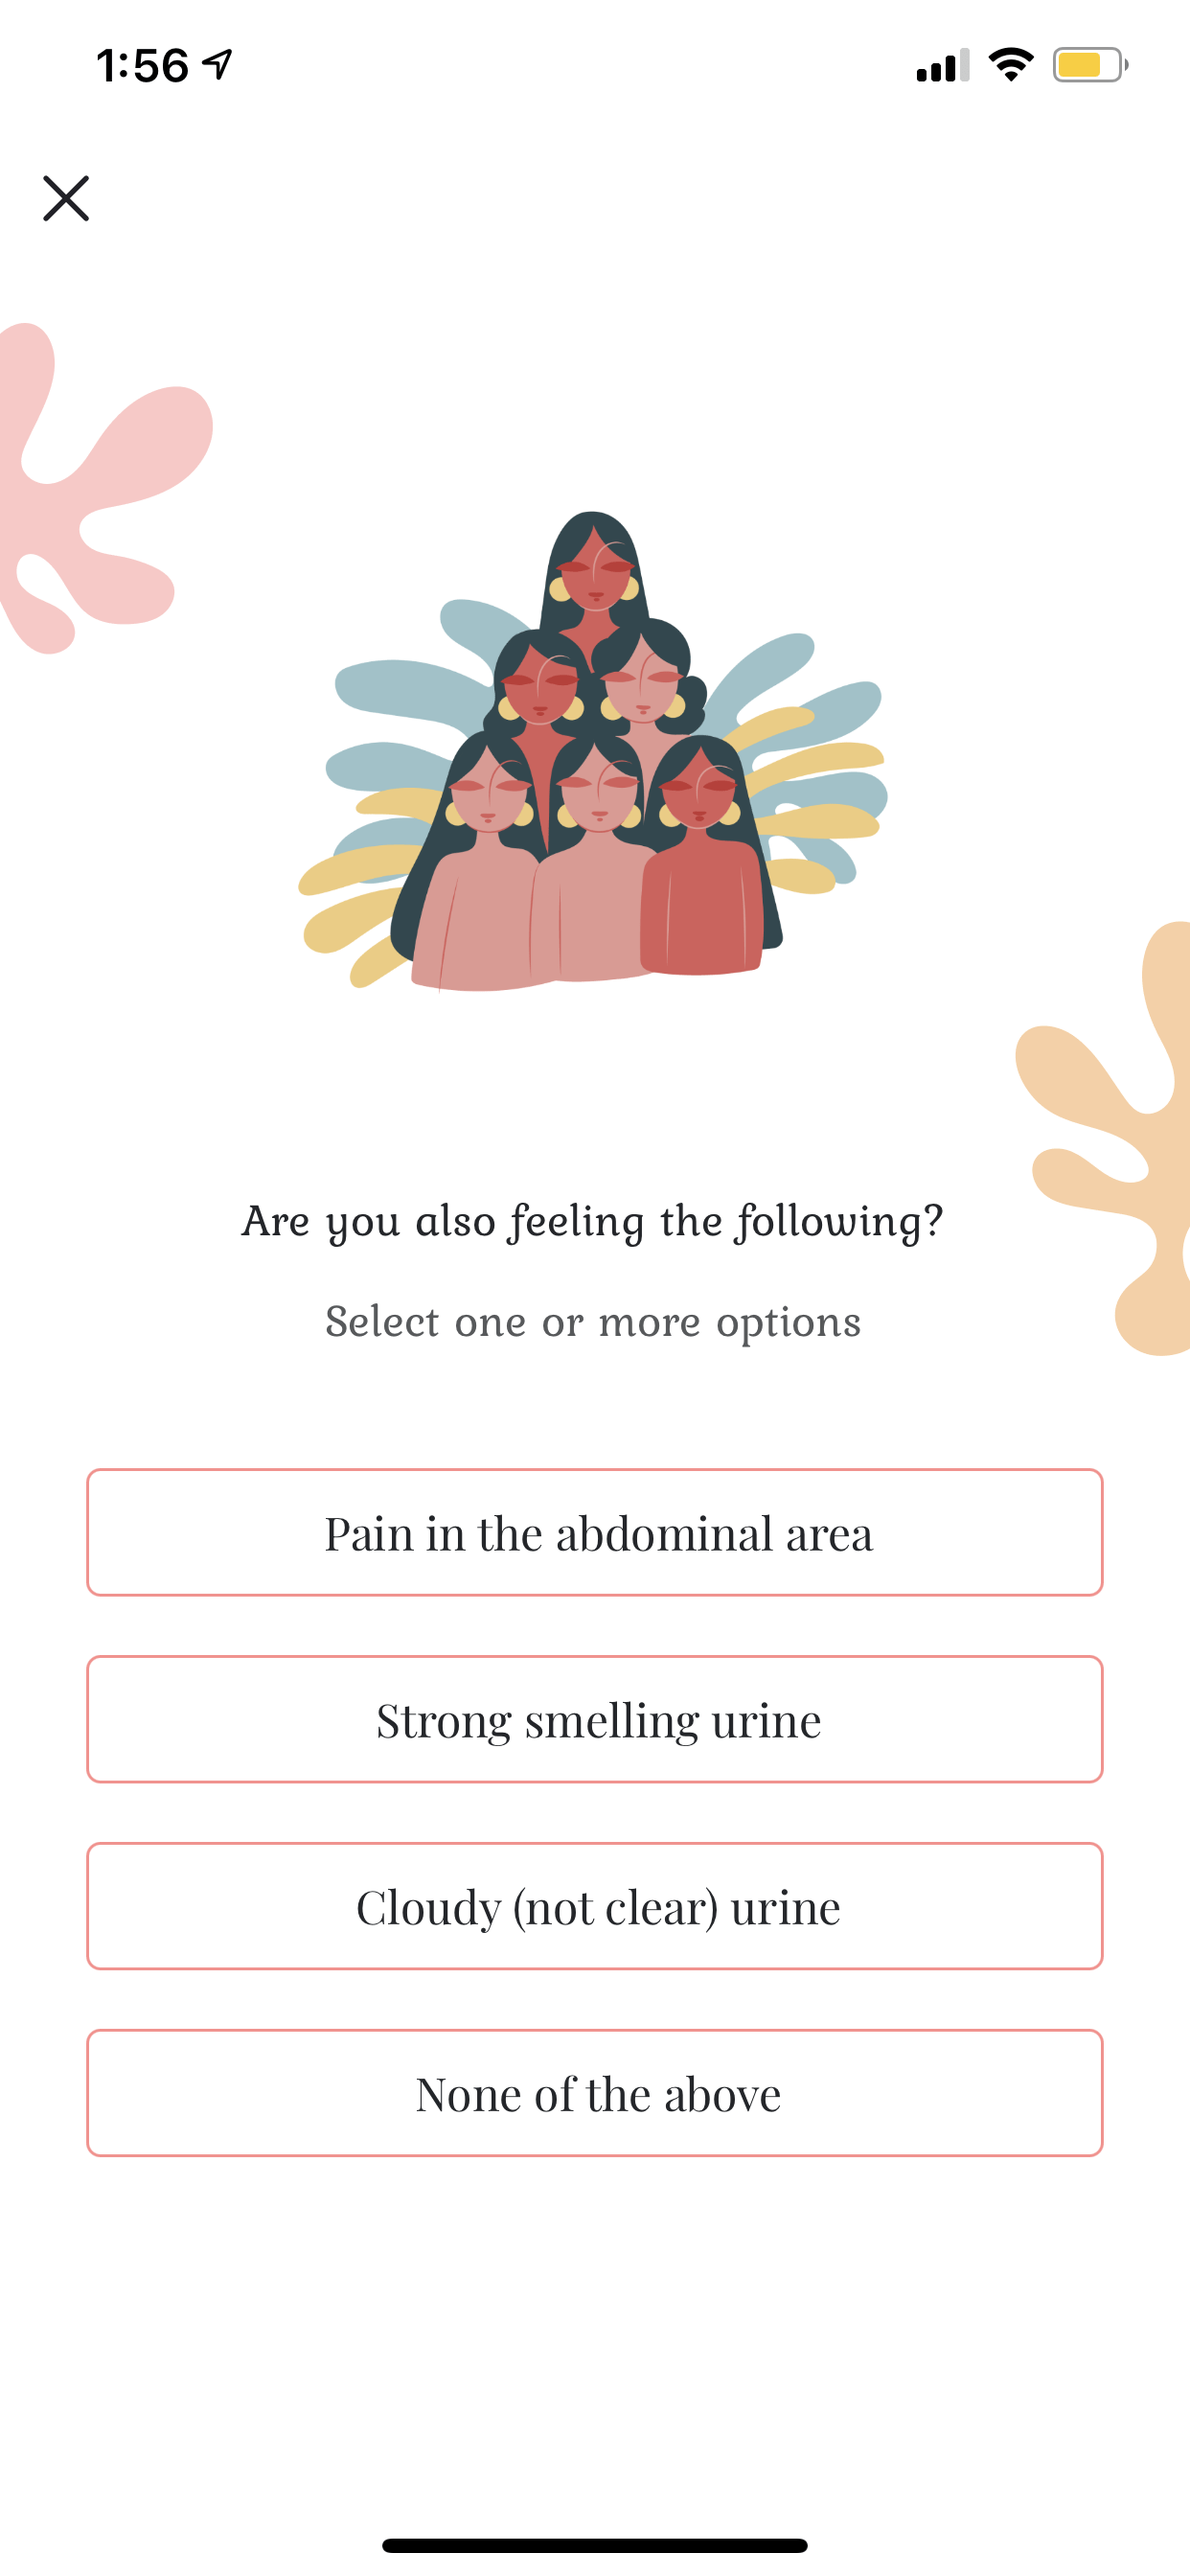 1:56
Are you also feeling the following?
Select one or more options
Pain in the abdominal area
Strong smelling urine
Cloudy (not clear) urine
None of the above